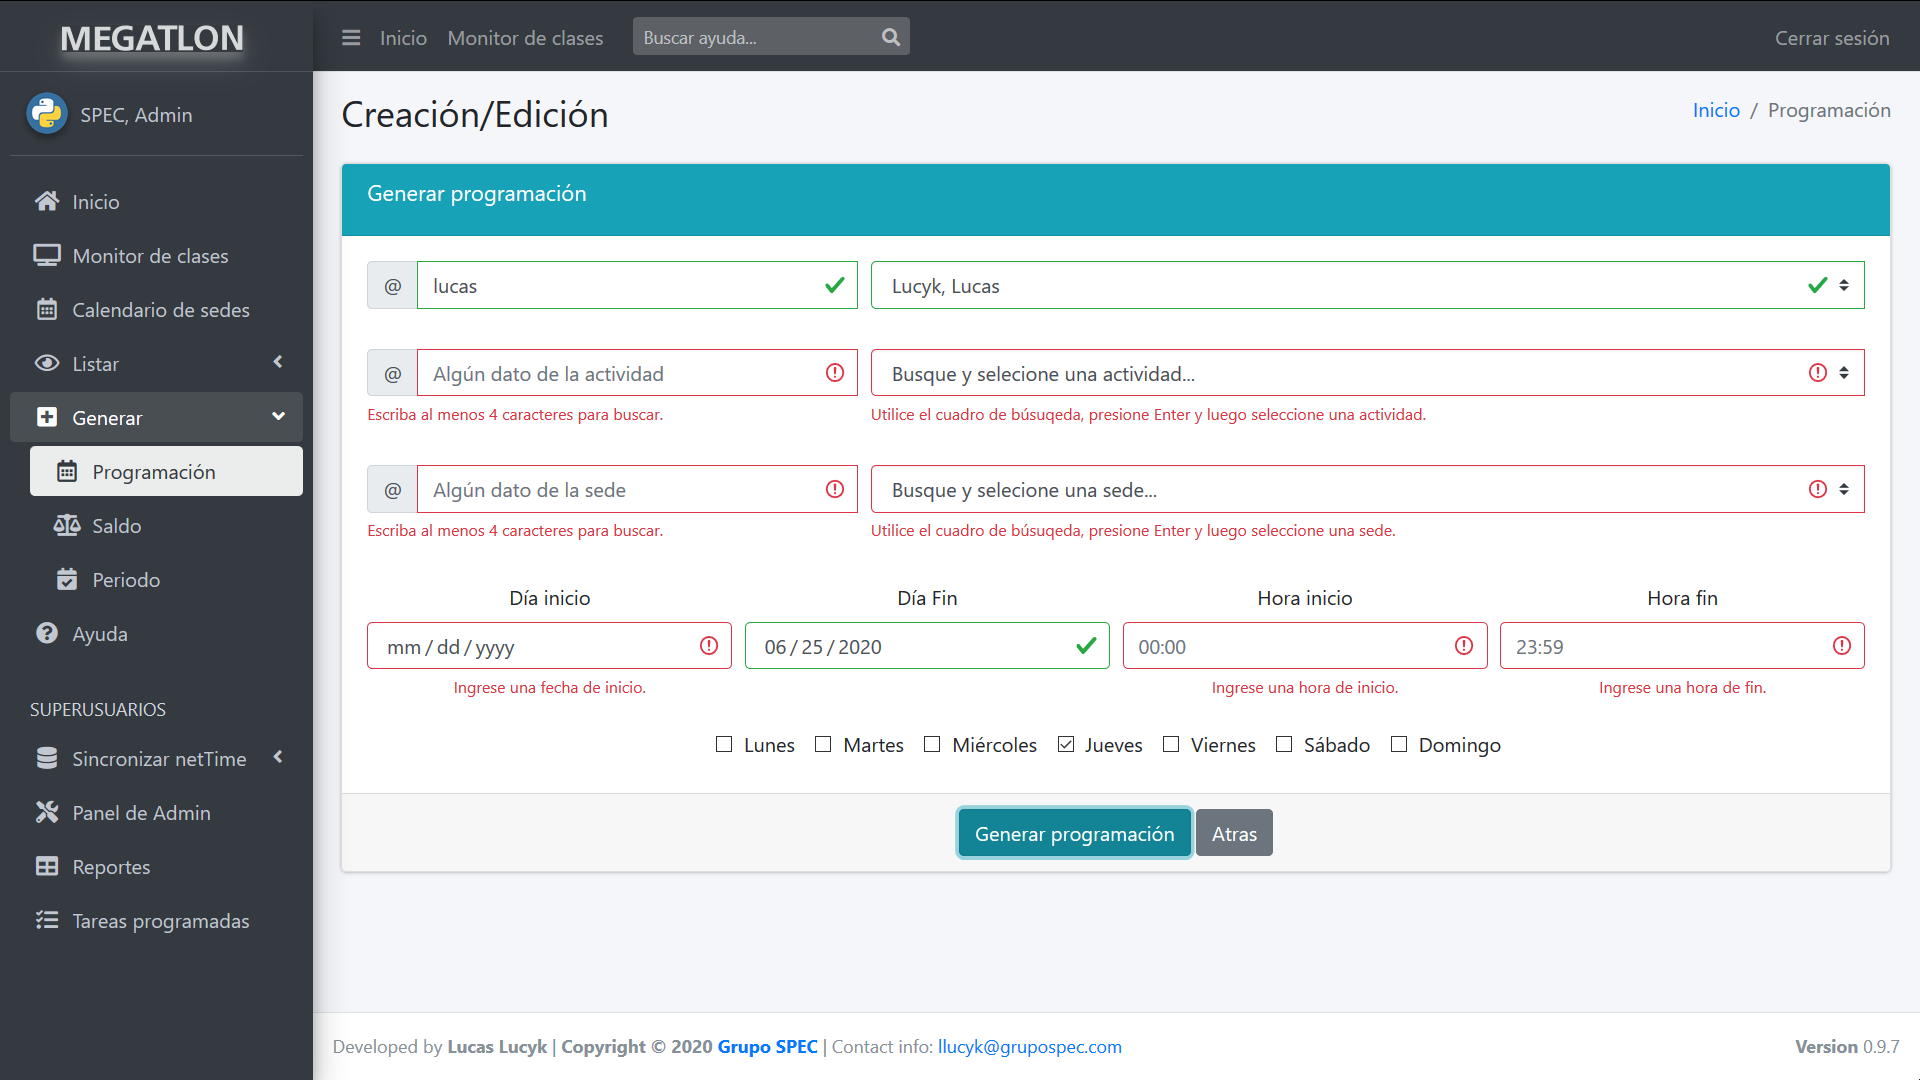 MEGATLON
Inicio
Monitor de clases
Buscar ayuda...
Cerrar sesión
SPEC, Admin
Inicio
Monitor de clases
Calendario de sedes
Listar
Generar
Programación
Saldo
Periodo
Ayuda
SUPERUSUARIOS
Sincronizar netTime
Panel de Admin
Reportes
Tareas programadas
Creación/Edición
Inicio / Programación
Generar programación
@ lucas
Lucyk, Lucas
@ Algún dato de la actividad
Busque y selecione una actividad...
Escriba al menos 4 caracteres para buscar.
Utilice el cuadro de búsuqeda, presione Enter y luego seleccione una actividad.
@ Algún dato de la sede
Busque y selecione una sede...
Escriba al menos 4 caracteres para buscar.
Utilice el cuadro de búsuqeda, presione Enter y luego seleccione una sede.
Día inicio
Día Fin
Hora inicio
Hora fin
mm / dd / yyyy
06 / 25 / 2020
00:00
23:59
Ingrese una fecha de inicio.
Ingrese una hora de inicio.
Ingrese una hora de fin.
Lunes Martes Miércoles Jueves Viernes Sábado Domingo
Generar programación
Atras
Developed by Lucas Lucyk | Copyright © 2020 Grupo SPEC | Contact info: llucyk@grupospec.com
Version 0.9.7